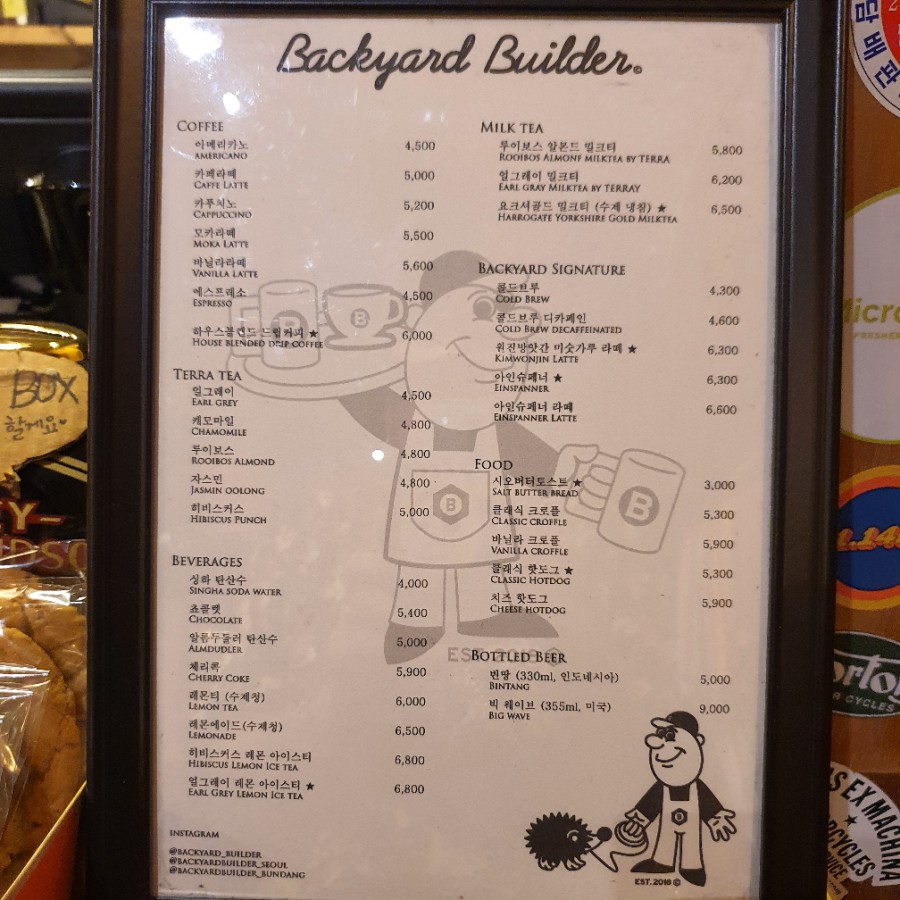 Backyard Builder
COFFEE
아메리카노 4,500
AMERICANO
카페라떼 5,000
CAFFE LATTE
카푸치노 5,200
CAPPUCCINO
모카라떼 5,500
MOKA LATTE
바닐라라떼 5,600
VANILLA LATTE
에스프레소 4,500
ESPRESSO
하우스블렌드 드립커피 ★ 6,000
HOUSE BLENDED DRIP COFFEE
TERRA TEA
얼그레이 4,500
EARL GREY
캐모마일 4,800
CHAMOMILE
루이보스 4,800
ROOIBOS ALMOND
자스민 4,800
JASMIN OOLONG
히비스커스 5,000
HIBISCUS PUNCH
BEVERAGES
싱하 탄산수 4,000
SINGHA SODA WATER
쵸콜렛 5,400
CHOCOLATE
알름두둘러 탄산수 5,000
ALMDUDLER
체리콕 5,900
CHERRY COKE
레몬티 (수제청) 6,000
LEMON TEA
레몬에이드(수제청) 6,500
LEMONADE
히비스커스 레몬 아이스티 6,800
HIBISCUS LEMON ICE TEA
얼그레이 레몬 아이스티 ★ 6,800
EARL GREY LEMON ICE TEA
INSTAGRAM
@BACKYARD_BUILDER
@BACKYARDBUILDER_SEOUL
@BACKYARDBUILDER_BUNDANG
MILK TEA
루이보스 알몬드 밀크티 5,800
ROOIBOS ALMONF MILKTEA BY TERRA
얼그레이 밀크티 6,200
EARL GRAY MILKTEA BY TERRAY
요크셔골드 밀크티 (수제 냉침) ★ 6,500
HARROGATE YORKSHIRE GOLD MILKTEA
BACKYARD SIGNATURE
콜드브루 4,300
COLD BREW
콜드브루 디카페인 4,600
COLD BREW DECAFFEINATED
원진방앗간 미숫가루 라떼 ★ 6,300
KIMWONJIN LATTE
아인슈페너 ★ 6,300
EINSPANNER
아인슈페너 라떼 6,600
EINSPANNER LATTE
FOOD
시오버터토스트 ★ 3,000
SALT BUTTER BREAD
클래식 크로플 5,300
CLASSIC CROFFLE
바닐라 크로플 5,900
VANILLA CROFFLE
클래식 핫도그 ★ 5,300
CLASSIC HOTDOG
치즈 핫도그 5,900
CHEESE HOTDOG
BOTTLED BEER
빈땅 (330ml, 인도네시아) 5,000
BINTANG
빅 웨이브 (355ml, 미국) 9,000
BIG WAVE
B
B
B
B
EST. 2018 ©
EST. 2018 ©
BOX
할게요
담배판
Micro
FRESHER
CYCLES
EX MACHINA